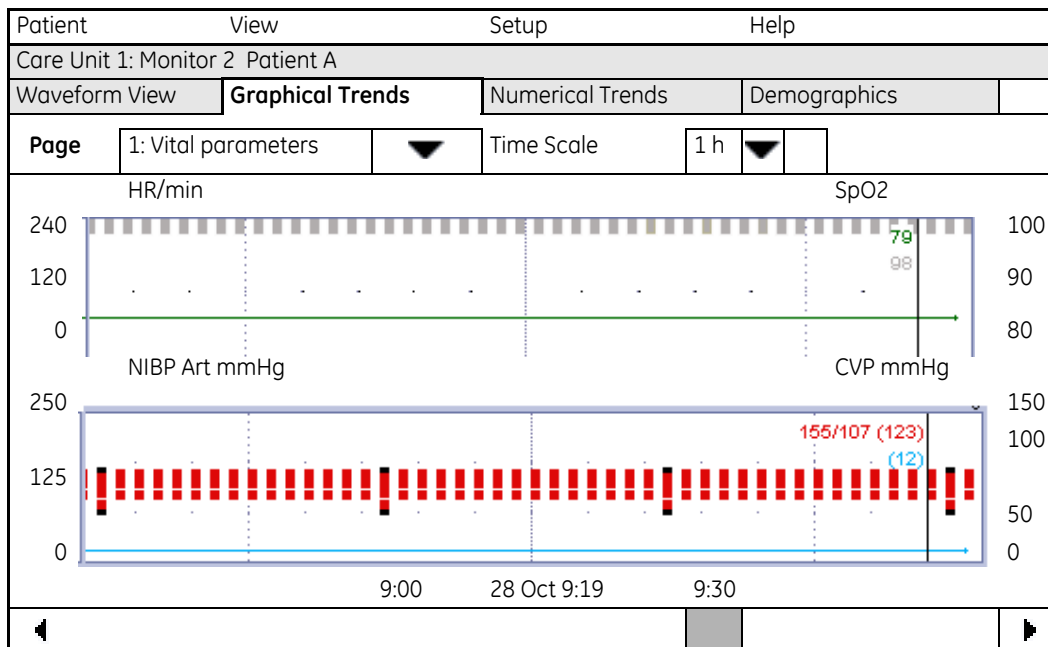 Patient View Setup Help
Care Unit 1: Monitor 2 Patient A
Waveform View Graphical Trends Numerical Trends Demographics
Page 1: Vital parameters Time Scale 1 h
HR/min SpO2
240 100
79
98
120 90
0 80
NIBP Art mmHg CVP mmHg
250 150
155/107 (123) 100
(12)
125
50
0 0
9:00 28 Oct 9:19 9:30